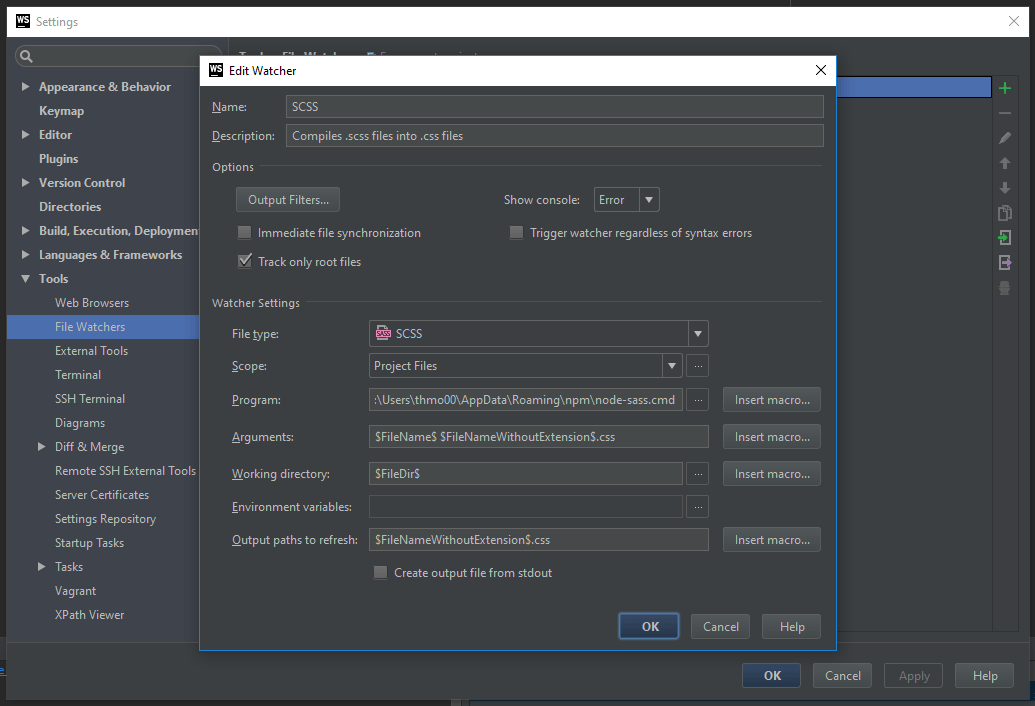 WS Settings
WS Edit Watcher
Appearance & Behavior
Keymap
Editor
Plugins
Version Control
Directories
Build, Execution, Deploymen
Languages & Frameworks
Tools
Web Browsers
File Watchers
External Tools
Terminal
SSH Terminal
Diagrams
Diff & Merge
Remote SSH External Tools
Server Certificates
Settings Repository
Startup Tasks
Tasks
Vagrant
XPath Viewer
Name: SCSS
Description: Compiles .scss files into .css files
Options
Output Filters... Show console: Error
Immediate file synchronization Trigger watcher regardless of syntax errors
Track only root files
Watcher Settings
File type: SASS SCSS
Scope: Project Files ...
Program: :\Users\thmo00\AppData\Roaming\npm\node-sass.cmd ... Insert macro...
Arguments: $FileName$ $FileNameWithoutExtension$.css Insert macro...
Working directory: $FileDir$ ... Insert macro...
Environment variables: ...
Output paths to refresh: $FileNameWithoutExtension$.css Insert macro...
Create output file from stdout
OK Cancel Help
OK Cancel Apply Help